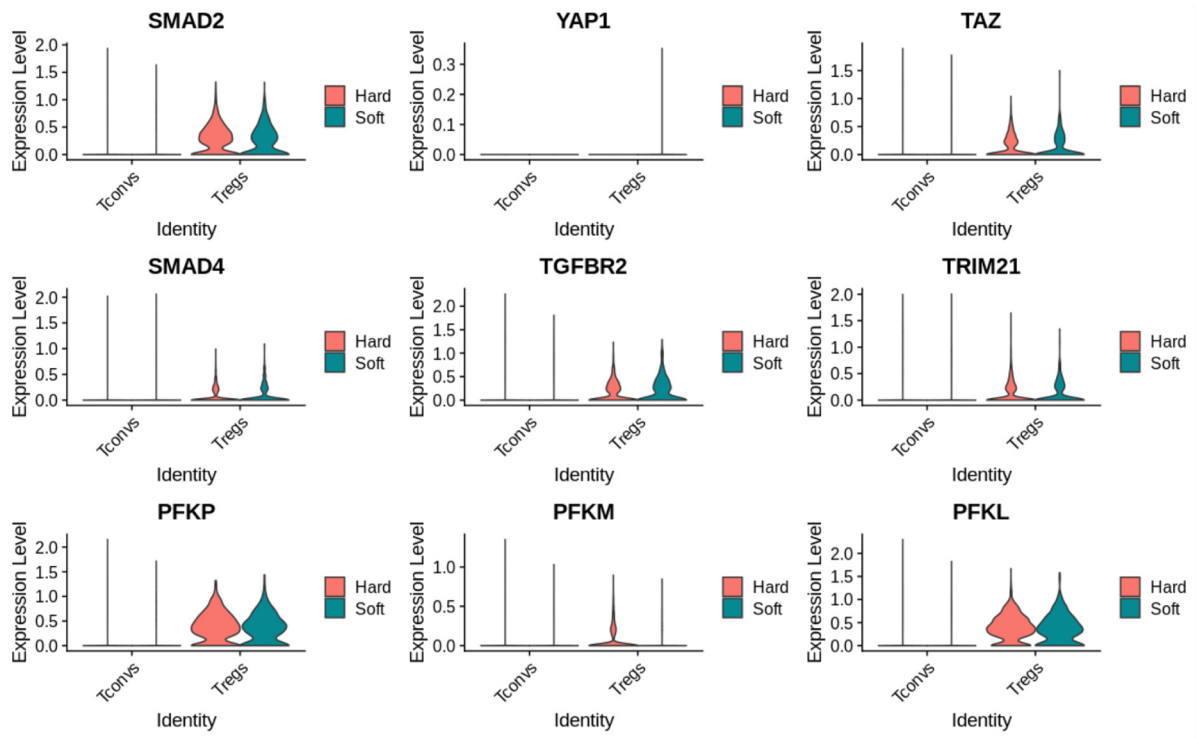 SMAD2
Expression Level
2.0
1.5
1.0
0.5
0.0
Tconvs
Tregs
Identity
Hard
Soft
YAP1
Expression Level
0.3
0.2
0.1
0.0
Tconvs
Tregs
Identity
Hard
Soft
TAZ
Expression Level
1.5
1.0
0.5
0.0
Tconvs
Tregs
Identity
Hard
Soft
SMAD4
Expression Level
2.0
1.5
1.0
0.5
0.0
Tconvs
Tregs
Identity
Hard
Soft
TGFBR2
Expression Level
2.0
1.5
1.0
0.5
0.0
Tconvs
Tregs
Identity
Hard
Soft
TRIM21
Expression Level
2.0
1.5
1.0
0.5
0.0
Tconvs
Tregs
Identity
Hard
Soft
PFKP
Expression Level
2.0
1.5
1.0
0.5
0.0
Tconvs
Tregs
Identity
Hard
Soft
PFKM
Expression Level
1.0
0.5
0.0
Tconvs
Tregs
Identity
Hard
Soft
PFKL
Expression Level
2.0
1.5
1.0
0.5
0.0
Tconvs
Tregs
Identity
Hard
Soft